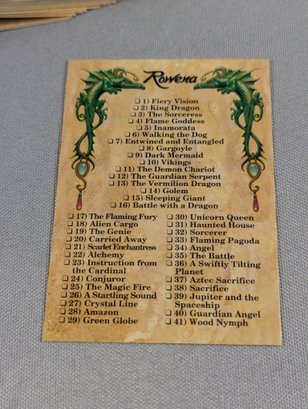 Rowena
❏ 1) Fiery Vision
❏ 2) King Dragon
❏ 3) The Sorceress
❏ 4) Flame Goddess
❏ 5) Inamorata
❏ 6) Walking the Dog
❏ 7) Entwined and Entangled
❏ 8) Gargoyle
❏ 9) Dark Mermaid
❏ 10) Vikings
❏ 11) The Demon Chariot
❏ 12) The Guardian Serpent
❏ 13) The Vermilion Dragon
❏ 14) Golem
❏ 15) Sleeping Giant
❏ 16) Battle with a Dragon
❏ 17) The Flaming Fury
❏ 18) Alien Cargo
❏ 19) The Genie
❏ 20) Carried Away
❏ 21) Scarlet Enchantress
❏ 22) Alchemy
❏ 23) Instruction from
the Cardinal
❏ 24) Conjuror
❏ 25) The Magic Fire
❏ 26) A Startling Sound
❏ 27) Crystal Line
❏ 28) Amazon
❏ 29) Green Globe
❏ 30) Unicorn Queen
❏ 31) Haunted House
❏ 32) Sorcerer
❏ 33) Flaming Pagoda
❏ 34) Angel
❏ 35) The Battle
❏ 36) A Swiftly Tilting
Planet
❏ 37) Aztec Sacrifice
❏ 38) Sacrifice
❏ 39) Jupiter and the
Spaceship
❏ 40) Guardian Angel
❏ 41) Wood Nymph